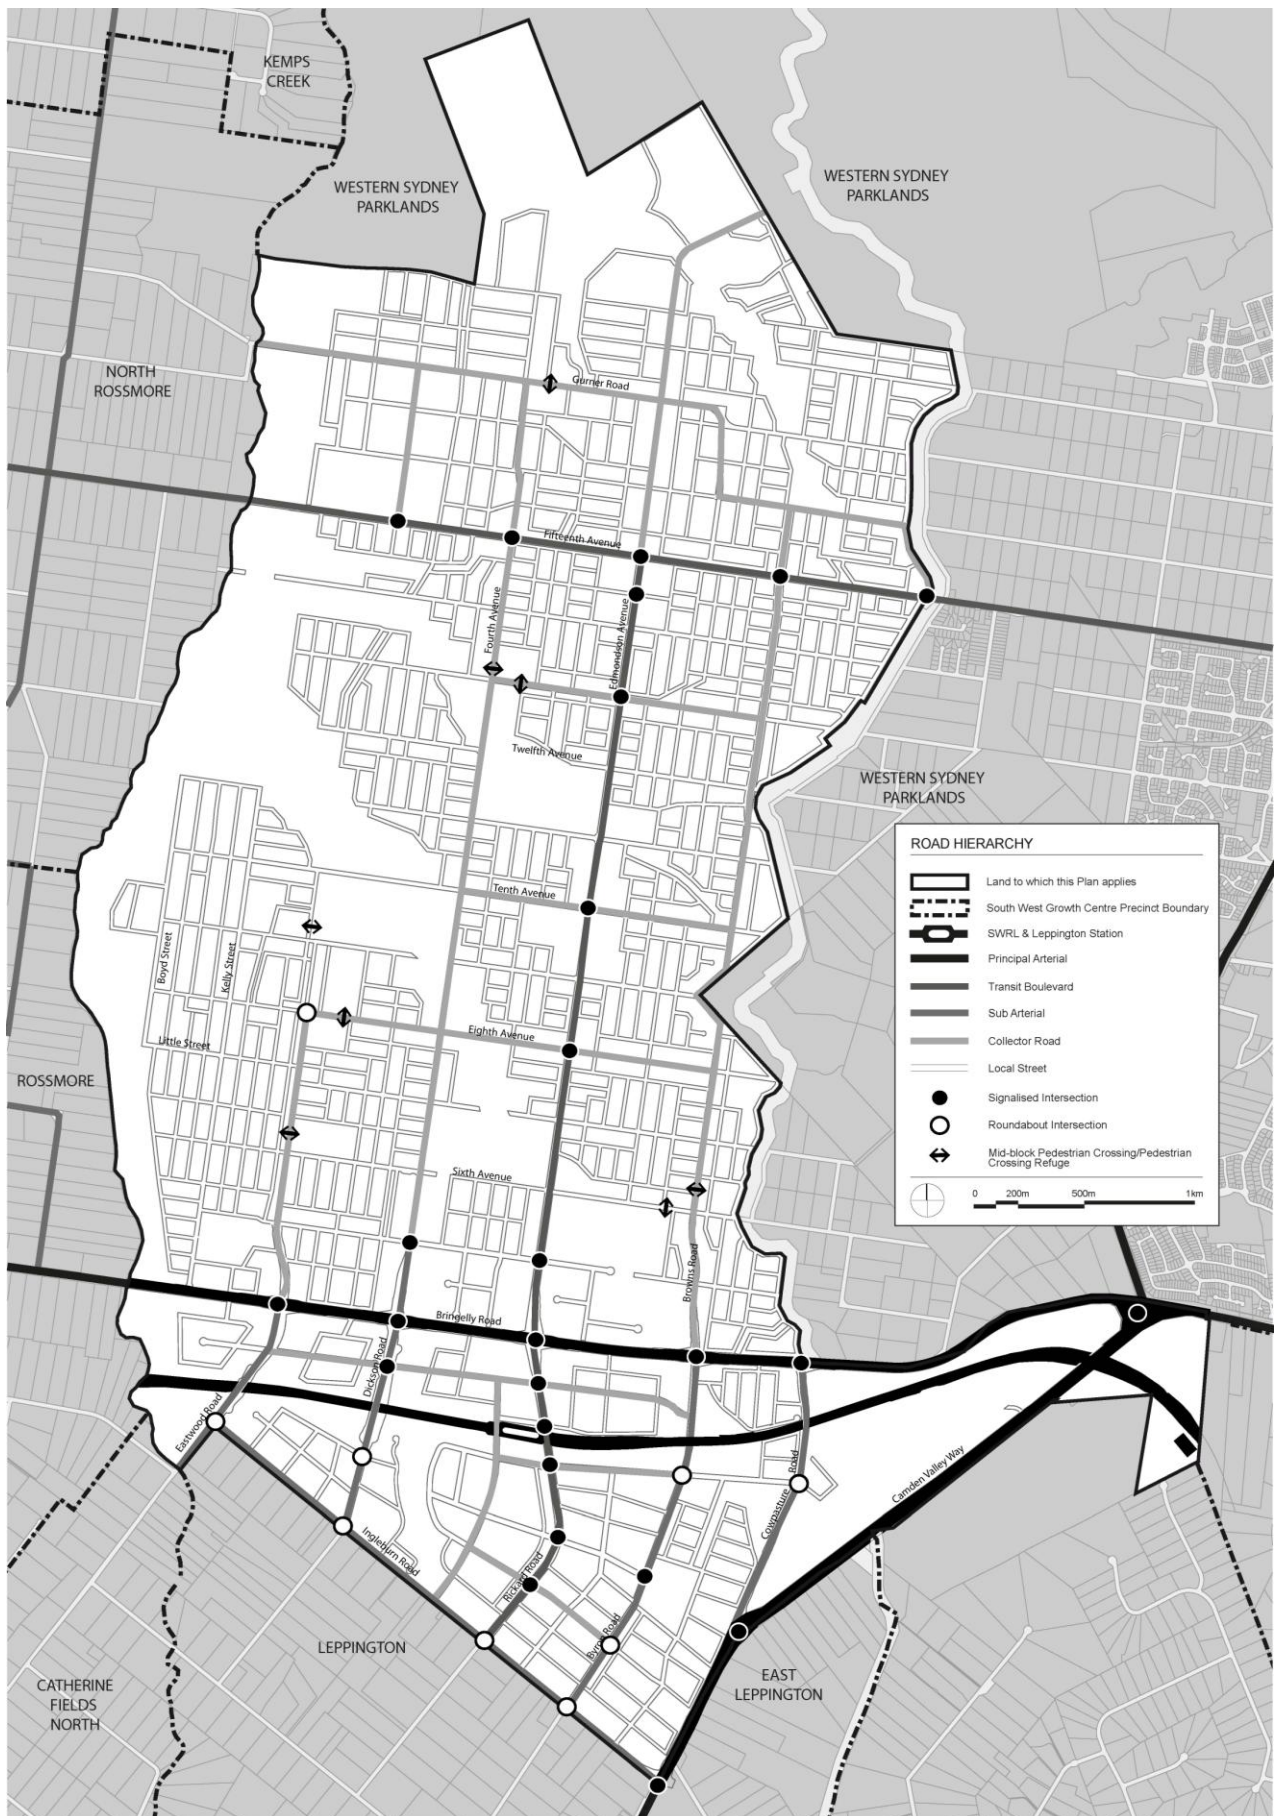 KEMPS
CREEK
WESTERN SYDNEY
PARKLANDS
WESTERN SYDNEY
PARKLANDS
NORTH
ROSSMORE
Gurner Road
Fifteenth Avenue
Fourth Avenue
Edmondson Avenue
Twelfth Avenue
WESTERN SYDNEY
PARKLANDS
Tenth Avenue
Boyd Street
Kelly Street
Eighth Avenue
Little Street
ROSSMORE
Sixth Avenue
Browns Road
Bringelly Road
Dickson Road
Eastwood Road
Camden Valley Way
Cowpasture Road
Ingleburn Road
Rickard Road
Byron Road
LEPPINGTON
EAST
LEPPINGTON
CATHERINE
FIELDS
NORTH
ROAD HIERARCHY
Land to which this Plan applies
South West Growth Centre Precinct Boundary
SWRL & Leppington Station
Principal Arterial
Transit Boulevard
Sub Arterial
Collector Road
Local Street
Signalised Intersection
Roundabout Intersection
Mid-block Pedestrian Crossing/Pedestrian
Crossing Refuge
0 200m 500m 1km